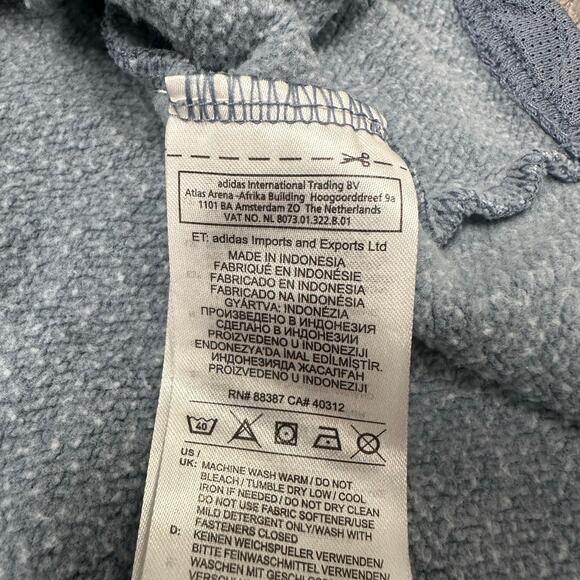 adidas International Trading BV
Atlas Arena -Afrika Building Hoogoorddreef 9a
1101 BA Amsterdam ZO The Netherlands
VAT NO. NL 8073.01.322.B.01
ET: adidas Imports and Exports Ltd
MADE IN INDONESIA
FABRIQUÉ EN INDONÉSIE
FABRICADO EN INDONESIA
FABRICADO NA INDONÉSIA
GYÁRTVA: INDONÉZIA
ПРОИЗВЕДЕНО В ИНДОНЕЗИЯ
СДЕЛАНО В ИНДОНЕЗИИ
PROIZVEDENO U INDONEZIJI
ENDONEZYA'DA İMAL EDİLMİŞTİR.
ИНДОНЕЗИЯДА ЖАСАЛҒАН
PROIZVEDENO U INDONEZIJI
RN# 88387 CA# 40312
40
US /
UK: MACHINE WASH WARM / DO NOT
BLEACH / TUMBLE DRY LOW / COOL
IRON IF NEEDED / DO NOT DRY CLEAN
DO NOT USE FABRIC SOFTENER/USE
MILD DETERGENT ONLY/WASH WITH
FASTENERS CLOSED
D: KEINEN WEICHSPUELER VERWENDEN/
BITTE FEINWASCHMITTEL VERWENDEN/
WASCHEN MIT GESCHLOSSENE